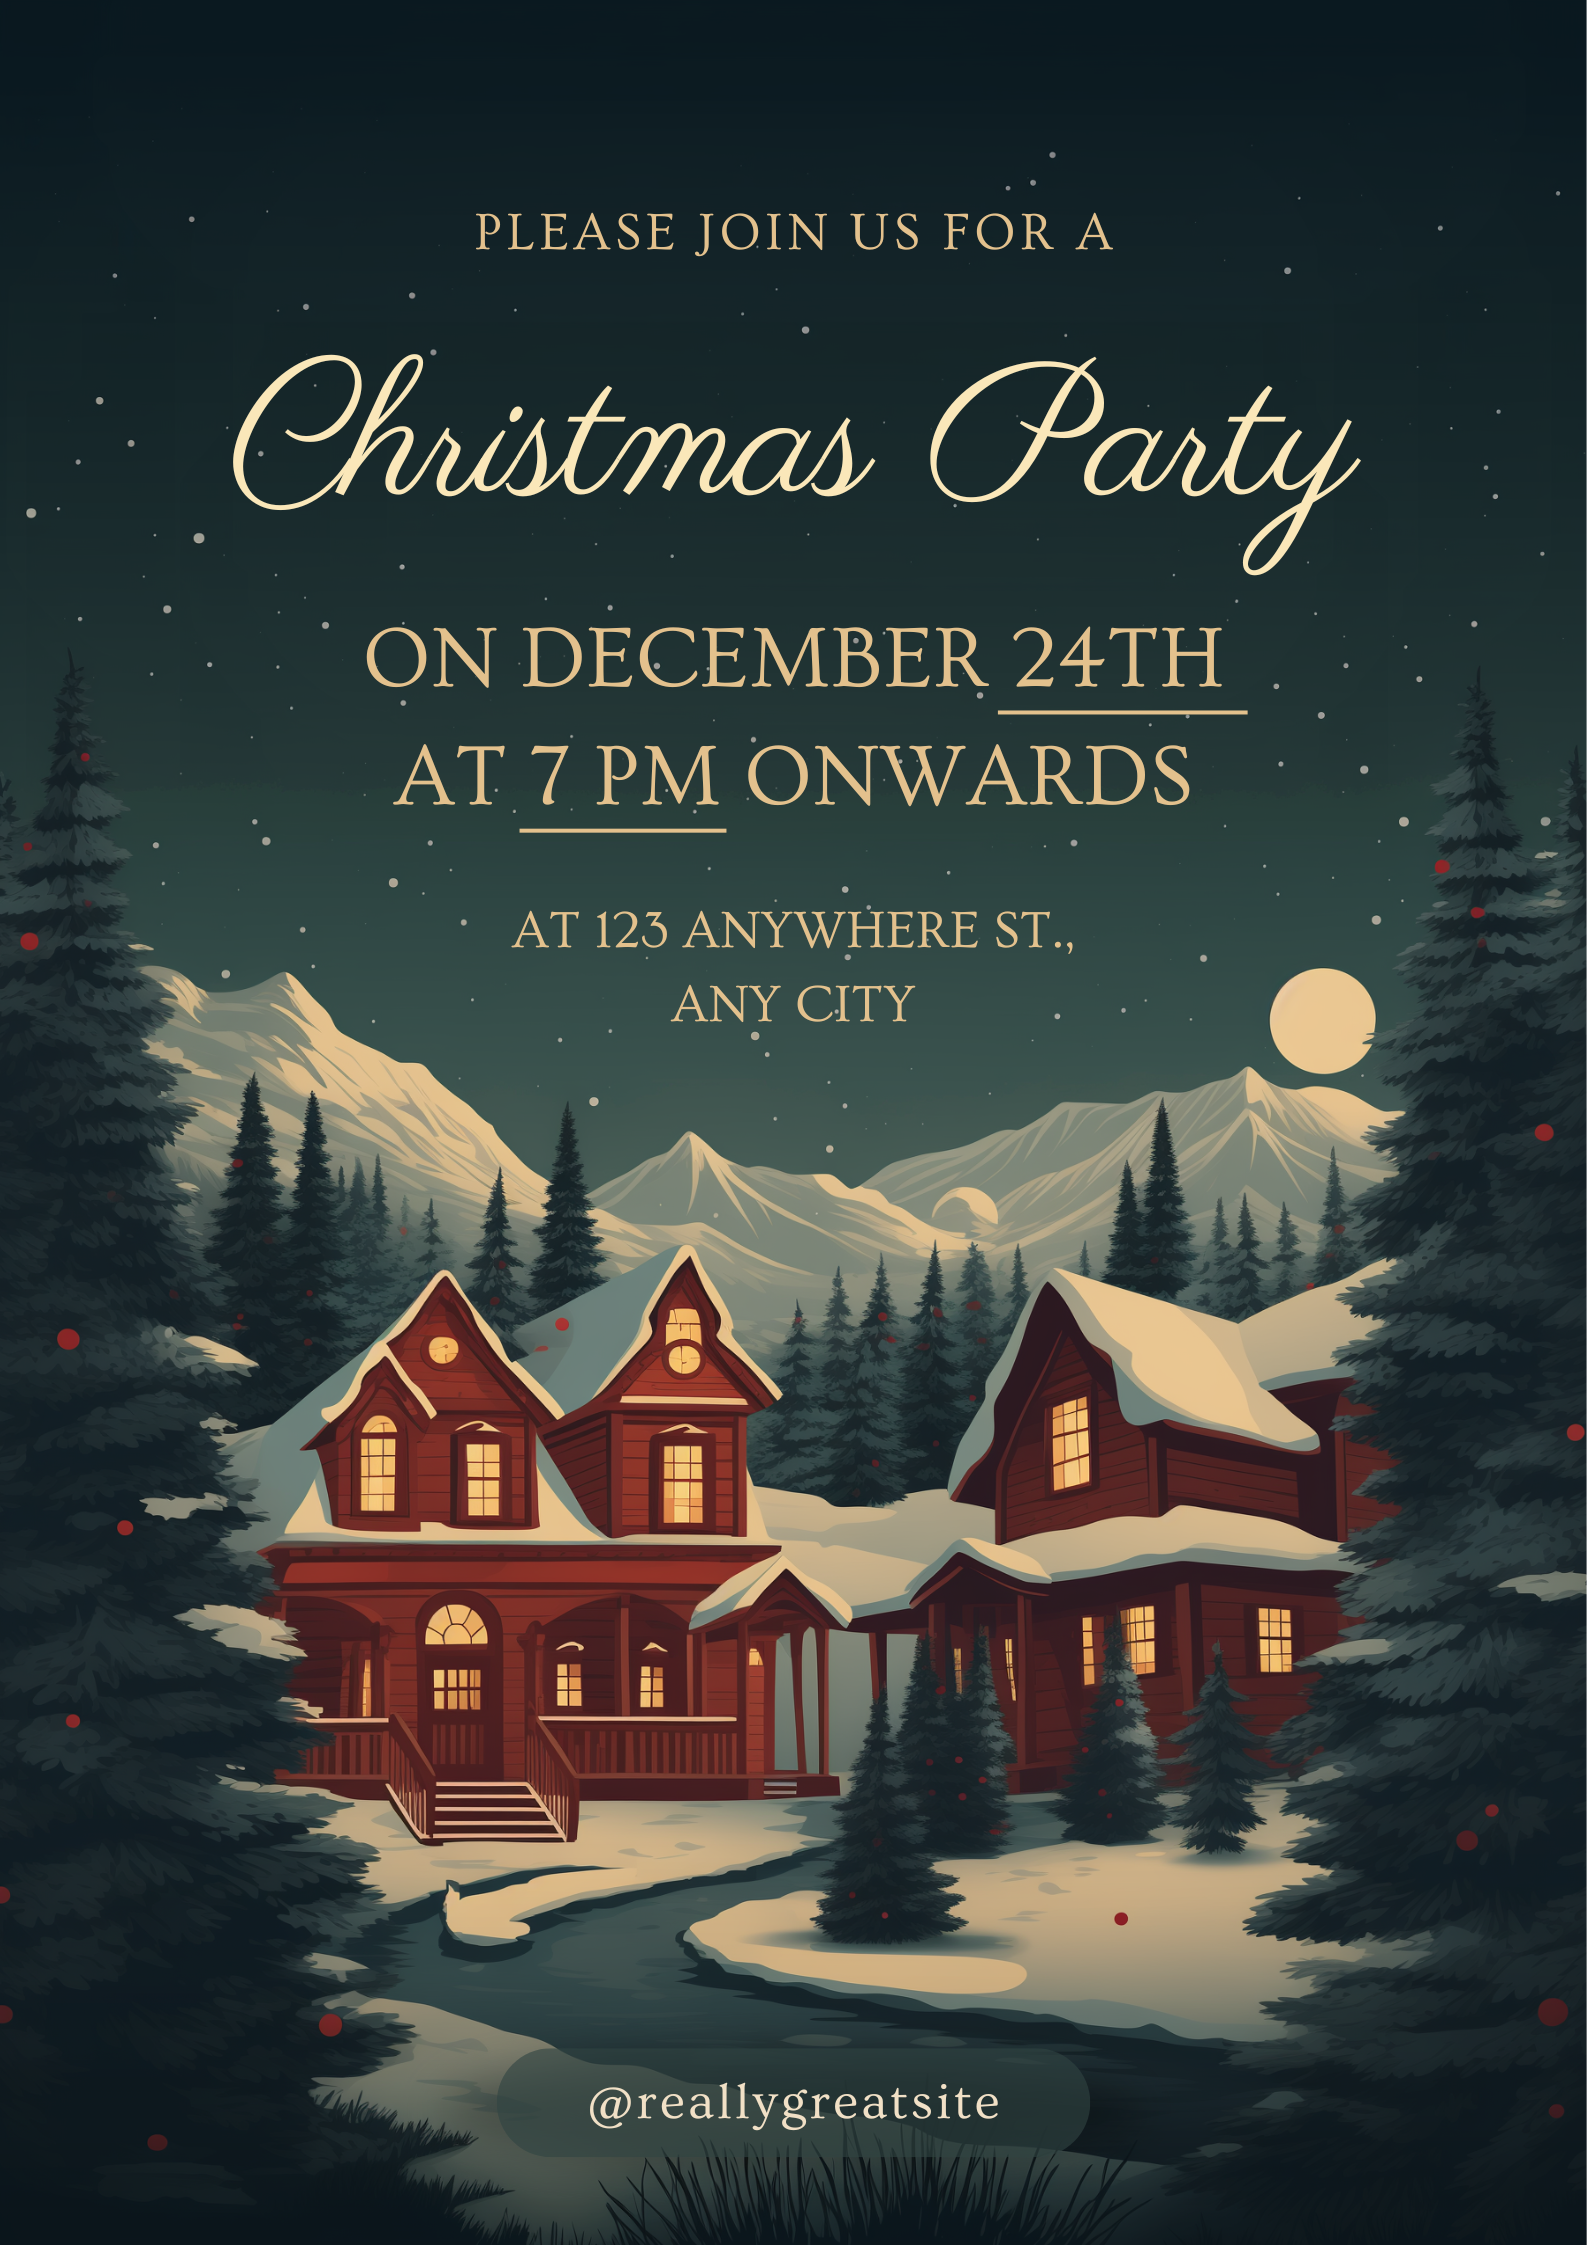 PLEASE JOIN US FOR A
Christmas Party
ON DECEMBER 24TH
AT 7 PM ONWARDS
AT 123 ANYWHERE ST.,
ANY CITY
@reallygreatsite